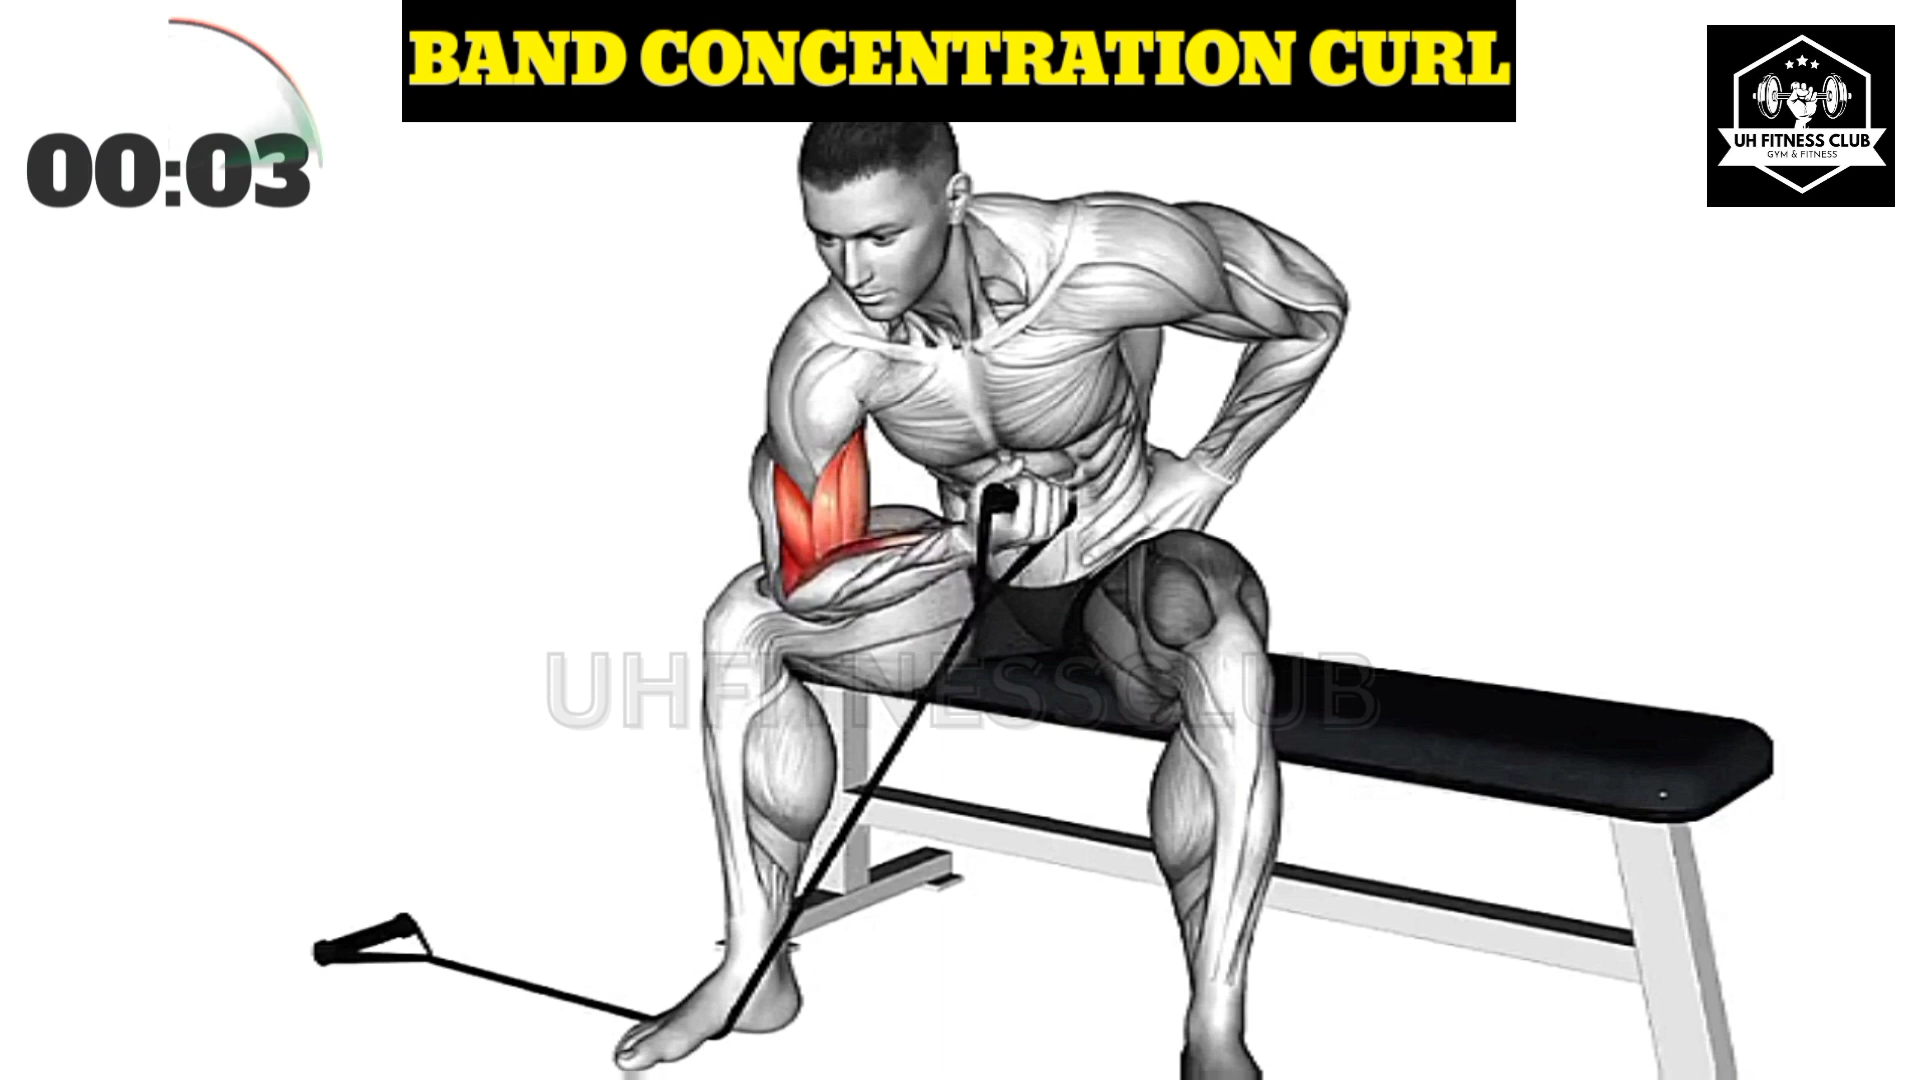 BAND CONCENTRATION CURL
00:03
UH FITNESS CLUB
GYM & FITNESS
UHFITNESSCLUB